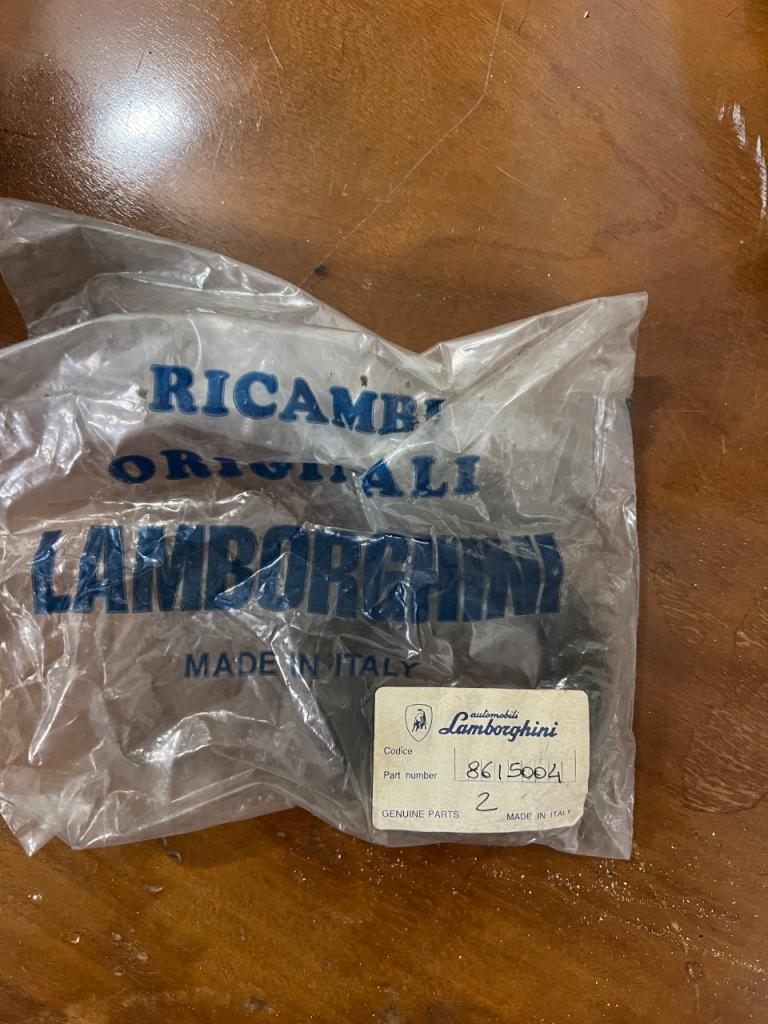 RICAMBI
ORIGINALI
LAMBORGHINI
MADE IN ITALY
automobili
Lamborghini
Codice
Part number 8615004
2
GENUINE PARTS MADE IN ITALY